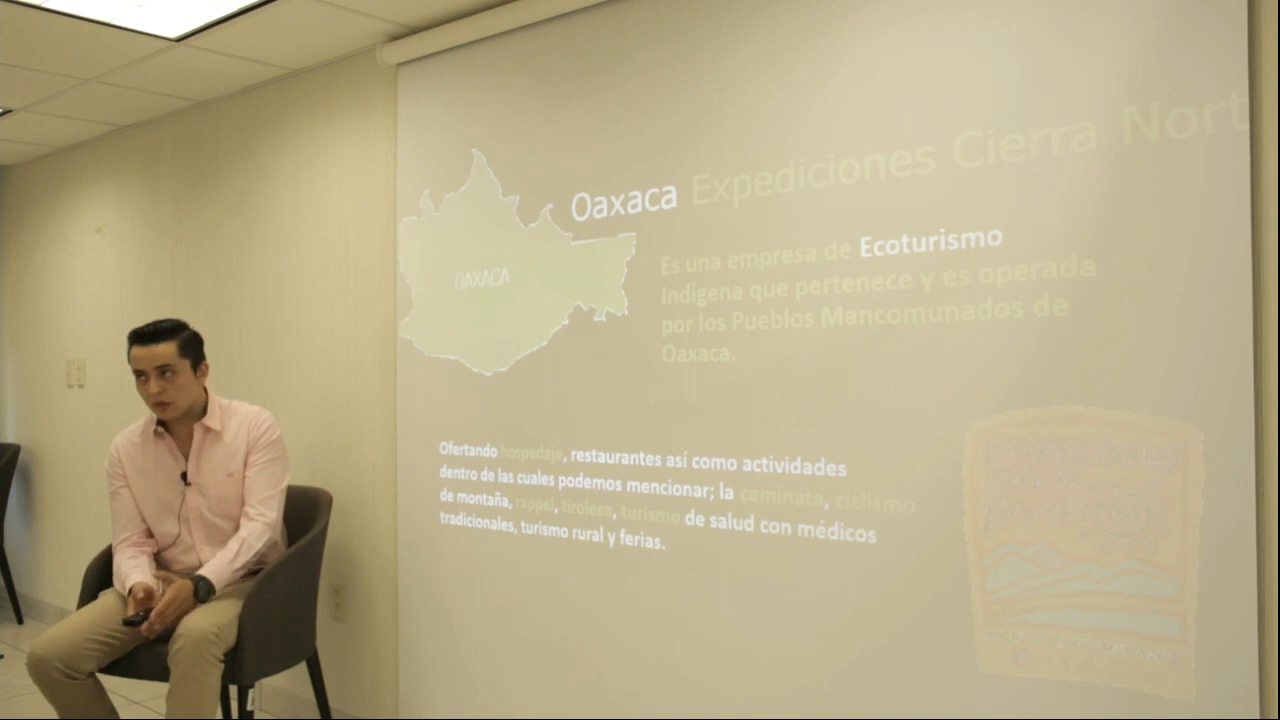 Oaxaca Expediciones Cierra Nort
OAXACA
Es una empresa de Ecoturismo
Indígena que pertenece y es operada
por los Pueblos Mancomunados de
Oaxaca.
Ofertando hospedaje, restaurantes así como actividades
dentro de las cuales podemos mencionar; la caminata, ciclismo
de montaña, rappel, tirolesa, turismo de salud con médicos
tradicionales, turismo rural y ferias.